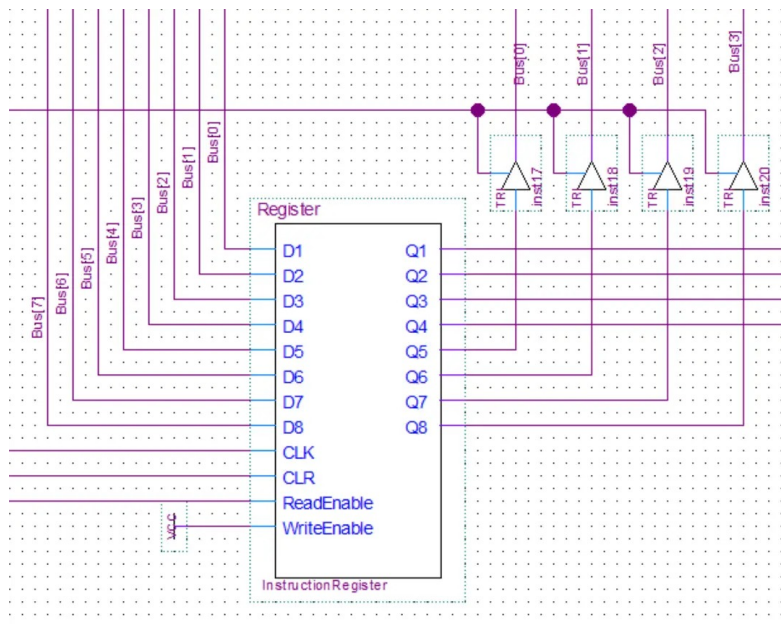 Bus[0]
Bus[1]
Bus[2]
Bus[3]
TRI
inst17
TRI
inst18
TRI
inst19
TRI
inst20
Bus[7]
Bus[6]
Bus[5]
Bus[4]
Bus[3]
Bus[2]
Bus[1]
Bus[0]
Register
D1 Q1
D2 Q2
D3 Q3
D4 Q4
D5 Q5
D6 Q6
D7 Q7
D8 Q8
CLK
CLR
ReadEnable
WriteEnable
VCC
InstructionRegister